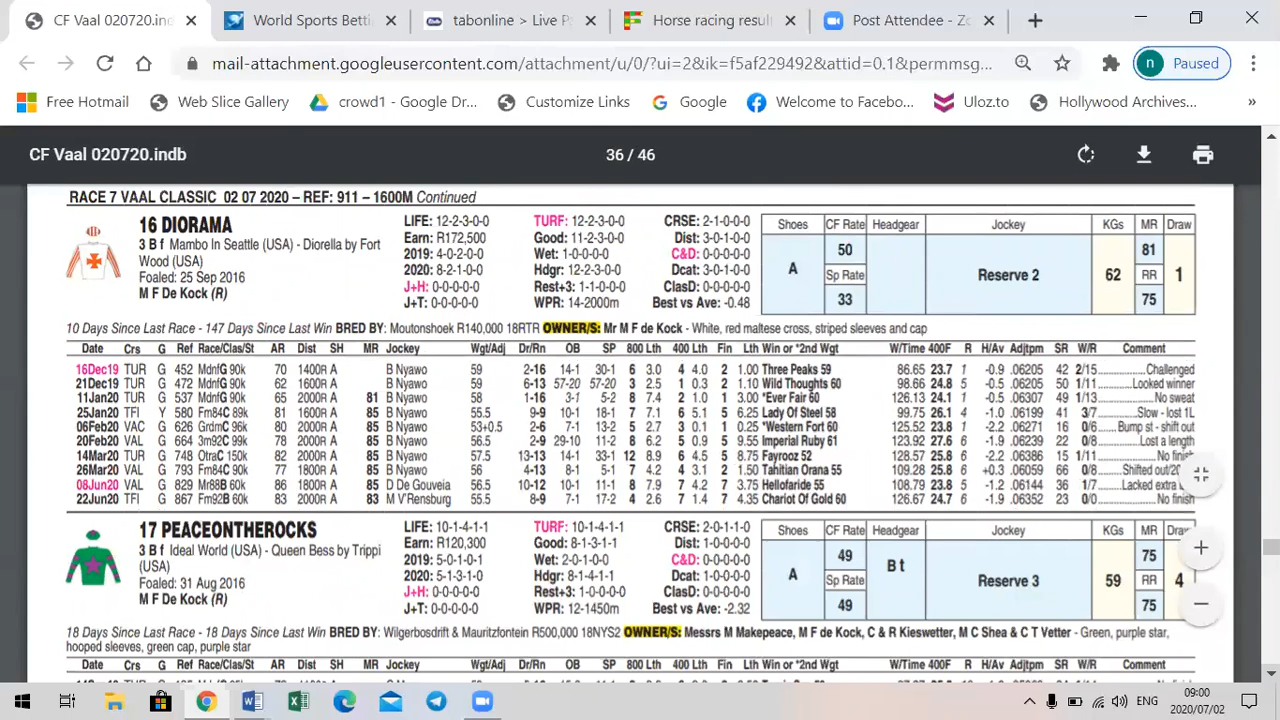 CF Vaal 020720.ind
World Sports Bett
tabonline > Live P
Horse racing resul
Post Attendee - Zo
mail-attachment.googleusercontent.com/attachment/u/0/?ui=2&ik=f5af229492&attid=0.1&permmsg...
n Paused
Free Hotmail
Web Slice Gallery
crowd1 - Google Dr...
Customize Links
Google
Welcome to Facebo...
Uloz.to
Hollywood Archives...
CF Vaal 020720.indb
36 / 46
RACE 7 VAAL CLASSIC 02 07 2020 – REF: 911 – 1600M Continued
16 DIORAMA
3 B f Mambo In Seattle (USA) - Diorella by Fort
Wood (USA)
Foaled: 25 Sep 2016
M F De Kock (R)
LIFE: 12-2-3-0-0 TURF: 12-2-3-0-0 CRSE: 2-1-0-0-0
Earn: R172,500 Good: 11-2-3-0-0 Dist: 3-0-1-0-0
2019: 4-0-2-0-0 Wet: 1-0-0-0-0 C&D: 0-0-0-0-0
2020: 8-2-1-0-0 Hdgr: 12-2-3-0-0 Dcat: 3-0-1-0-0
J+H: 0-0-0-0-0 Rest+3: 1-1-0-0-0 ClasD: 0-0-0-0-0
J+T: 0-0-0-0-0 WPR: 14-2000m Best vs Ave: -0.48
Shoes CF Rate Headgear Jockey KGs MR Draw
A 50 Reserve 2 62 81 1
Sp Rate RR
33 75
10 Days Since Last Race - 147 Days Since Last Win BRED BY: Moutonshoek R140,000 18RTR OWNER/S: Mr M F de Kock - White, red maltese cross, striped sleeves and cap
Date Crs G Ref Race/Clas/St AR Dist SH MR Jockey Wgt/Adj Dr/Rn OB SP 800 Lth 400 Lth Fin Lth Win or *2nd Wgt W/Time 400F R H/Av Adjtpm SR W/R Comment
16Dec19 TUR G 452 MdnfG 90k 70 1400R A B Nyawo 59 2-16 10-1 30-1 6 3.0 4 4.0 2 1.00 Three Peaks 59 86.65 23.7 1 -0.9 .06205 42 2/15 Challenged
21Dec19 TUR G 472 MdnfG 90k 62 1600R A B Nyawo 60 6-13 57-20 57-20 3 2.5 1 0.3 2 1.10 Wild Thoughts 60 98.66 24.8 5 -0.5 .06307 50 1/11 Looked winner
11Jan20 TUR G 537 MdnfG 90k 65 2000R A 81 B Nyawo 58 1-16 3-1 5-2 8 7.4 2 1.0 1 3.00 *Ever Fair 60 126.13 24.1 1 -0.5 .06307 49 1/13 No sweat
25Jan20 TFI Y 580 Fm84C 89k 81 1600R A 85 B Nyawo 55.5 9-9 10-1 18-1 7 7.1 6 5.1 5 6.25 Lady Of Steel 58 99.75 26.1 4 -1.0 .06199 41 3/7 Slow - lost 1L
06Feb20 VAC G 626 GrdmC 96k 80 2000R A 85 B Nyawo 53+0.5 2-6 7-1 13-2 5 2.7 3 0.1 1 0.25 *Western Fort 60 125.52 23.8 1 -2.2 .06271 16 0/6 Bump st - shift out
20Feb20 VAL G 664 3m92C 99k 78 2000R A 85 B Nyawo 56.5 2-9 29-10 11-2 8 6.2 5 0.9 5 9.55 Imperial Ruby 61 123.92 27.6 6 -1.9 .06239 22 0/8 Lost a length
14Mar20 TUR G 748 OtraC 150k 82 2000R A 85 B Nyawo 57.5 13-13 14-1 33-1 12 8.9 6 4.5 8 8.75 Fayrooz 52 128.57 25.8 6 -2.2 .06386 15 1/11 No finish
26Mar20 VAL G 793 Fm84C 90k 77 1800R A 85 B Nyawo 56 4-13 8-1 5-1 7 4.2 4 3.1 2 1.50 Tahitian Orana 55 109.28 25.8 6 +0.3 .06059 66 0/8 Shifted out/20
08Jun20 VAL G 829 Mr88B 90k 86 1800R A 85 D De Gouveia 56.5 10-12 10-1 11-1 8 7.9 7 4.2 7 3.75 Hellofaride 55 108.79 23.8 5 -1.2 .06144 36 1/7 Lacked extra
22Jun20 TFI G 867 Fm92B 60k 83 2000R A 83 M V'Rensburg 55.5 8-9 7-1 17-2 4 2.6 7 1.4 7 4.35 Chariot Of Gold 60 126.67 24.7 6 -1.9 .06352 23 0/0 No finish
17 PEACEONTHEROCKS
3 B f Ideal World (USA) - Queen Bess by Trippi
(USA)
Foaled: 31 Aug 2016
M F De Kock (R)
LIFE: 10-1-4-1-1 TURF: 10-1-4-1-1 CRSE: 2-0-1-1-0
Earn: R120,300 Good: 8-1-3-1-1 Dist: 1-0-0-0-0
2019: 5-0-1-0-1 Wet: 2-0-1-0-0 C&D: 0-0-0-0-0
2020: 5-1-3-1-0 Hdgr: 8-1-4-1-1 Dcat: 1-0-0-0-0
J+H: 0-0-0-0-0 Rest+3: 1-0-0-0-0 ClasD: 0-0-0-0-0
J+T: 0-0-0-0-0 WPR: 12-1450m Best vs Ave: -2.32
Shoes CF Rate Headgear Jockey KGs MR Draw
A 49 B t Reserve 3 59 75 4
Sp Rate RR
49 75
18 Days Since Last Race - 18 Days Since Last Win BRED BY: Wilgerbosdrift & Mauritzfontein R500,000 18NYS2 OWNER/S: Messrs M Makepeace, M F de Kock, C & R Kieswetter, M C Shea & C T Vetter - Green, purple star,
hooped sleeves, green cap, purple star
Date Crs G Ref Race/Clas/St AR Dist SH MR Jockey Wgt/Adj Dr/Rn OB SP 800 Lth 400 Lth Fin Lth Win or *2nd Wgt W/Time 400F R H/Av Adjtpm SR W/R Comment
ENG
09:00
2020/07/02